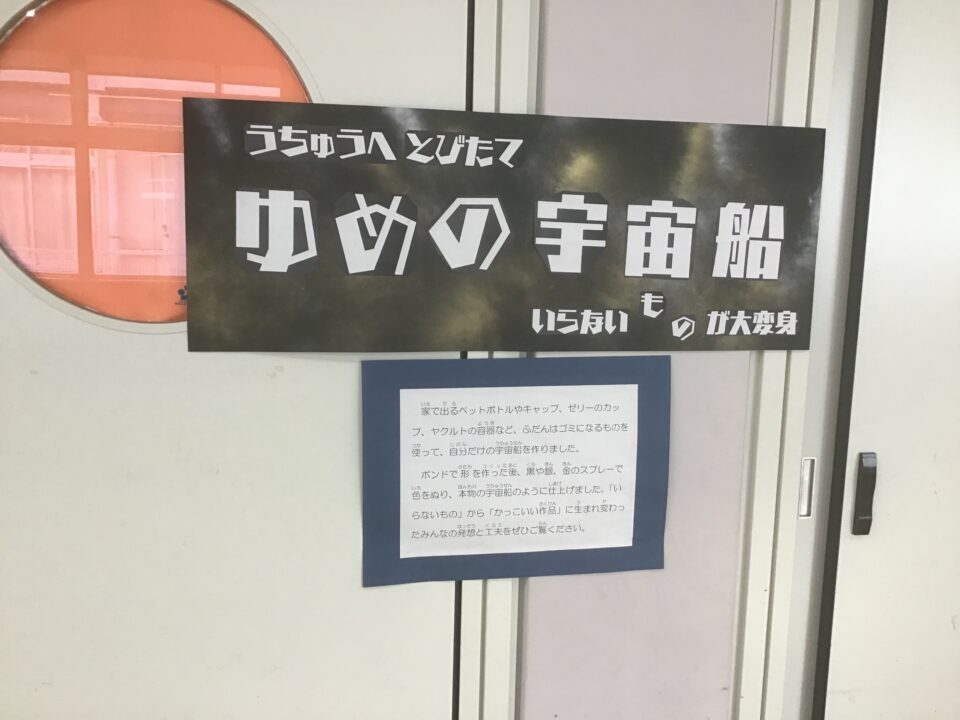 うちゅうへ とびたて
ゆめの宇宙船
いらないものが大変身
家で出るペットボトルやキャップ、ゼリーのカッ
プ、ヤクルトの容器など、ふだんはゴミになるものを
使って、自分だけの宇宙船を作りました。
ボンドで形を作った後、黒や銀、金のスプレーで
色をぬり、本物の宇宙船のように仕上げました。「い
らないもの」から「かっこいい作品」に生まれ変わっ
たみんなの発想と工夫をぜひご覧ください。